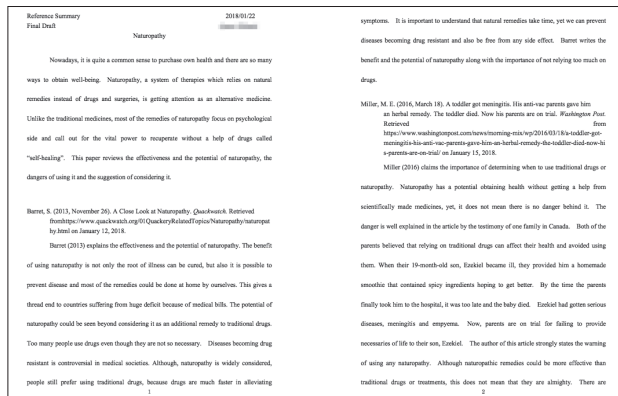 Reference Summary 2018/01/22
Final Draft
Naturopathy
Nowadays, it is quite a common sense to purchase own health and there are so many
ways to obtain well-being. Naturopathy, a system of therapies which relies on natural
remedies instead of drugs and surgeries, is getting attention as an alternative medicine.
Unlike the traditional medicines, most of the remedies of naturopathy focus on psychological
side and call out for the vital power to recuperate without a help of drugs called
“self-healing”. This paper reviews the effectiveness and the potential of naturopathy, the
dangers of using it and the suggestion of considering it.
Barret, S. (2013, November 26). A Close Look at Naturopathy. Quackwatch. Retrieved
fromhttps://www.quackwatch.org/01QuackeryRelatedTopics/Naturopathy/naturopat
hy.html on January 12, 2018.
Barret (2013) explains the effectiveness and the potential of naturopathy. The benefit
of using naturopathy is not only the root of illness can be cured, but also it is possible to
prevent disease and most of the remedies could be done at home by ourselves. This gives a
thread end to countries suffering from huge deficit because of medical bills. The potential of
naturopathy could be seen beyond considering it as an additional remedy to traditional drugs.
Too many people use drugs even though they are not so necessary. Diseases becoming drug
resistant is controversial in medical societies. Although, naturopathy is widely considered,
people still prefer using traditional drugs, because drugs are much faster in alleviating
1
symptoms. It is important to understand that natural remedies take time, yet we can prevent
diseases becoming drug resistant and also be free from any side effect. Barret writes the
benefit and the potential of naturopathy along with the importance of not relying too much on
drugs.
Miller, M. E. (2016, March 18). A toddler got meningitis. His anti-vac parents gave him
an herbal remedy. The toddler died. Now his parents are on trial. Washington Post.
Retrieved from
https://www.washingtonpost.com/news/morning-mix/wp/2016/03/18/a-toddler-got-
meningitis-his-anti-vac-parents-gave-him-an-herbal-remedy-the-toddler-died-now-hi
s-parents-are-on-trial/ on January 15, 2018.
Miller (2016) claims the importance of determining when to use traditional drugs or
naturopathy. Naturopathy has a potential obtaining health without getting a help from
scientifically made medicines, yet, it does not mean there is no danger behind it. The
danger is well explained in the article by the testimony of one family in Canada. Both of the
parents believed that relying on traditional drugs can affect their health and avoided using
them. When their 19-month-old son, Ezekiel became ill, they provided him a homemade
smoothie that contained spicy ingredients hoping to get better. By the time the parents
finally took him to the hospital, it was too late and the baby died. Ezekiel had gotten serious
diseases, meningitis and empyema. Now, parents are on trial for failing to provide
necessaries of life to their son, Ezekiel. The author of this article strongly states the warning
of using any naturopathy. Although naturopathic remedies could be more effective than
traditional drugs or treatments, this does not mean that they are almighty. There are
2